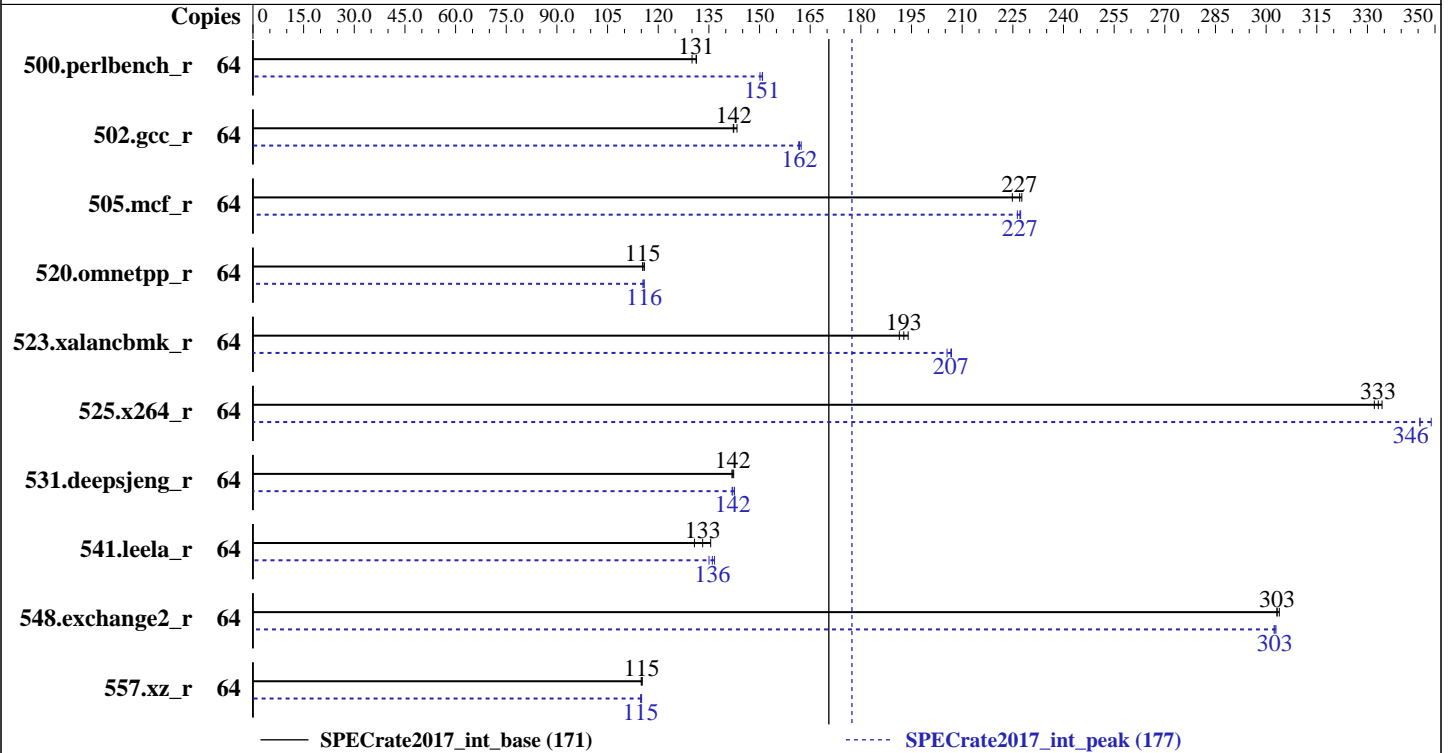 Copies 0 15.0 30.0 45.0 60.0 75.0 90.0 105 120 135 150 165 180 195 210 225 240 255 270 285 300 315 330 350
131
500.perlbench_r 64
151
142
502.gcc_r 64
162
227
505.mcf_r 64
227
115
520.omnetpp_r 64
116
193
523.xalancbmk_r 64
207
333
525.x264_r 64
346
142
531.deepsjeng_r 64
142
133
541.leela_r 64
136
303
548.exchange2_r 64
303
115
557.xz_r 64
115
SPECrate2017_int_base (171) SPECrate2017_int_peak (177)